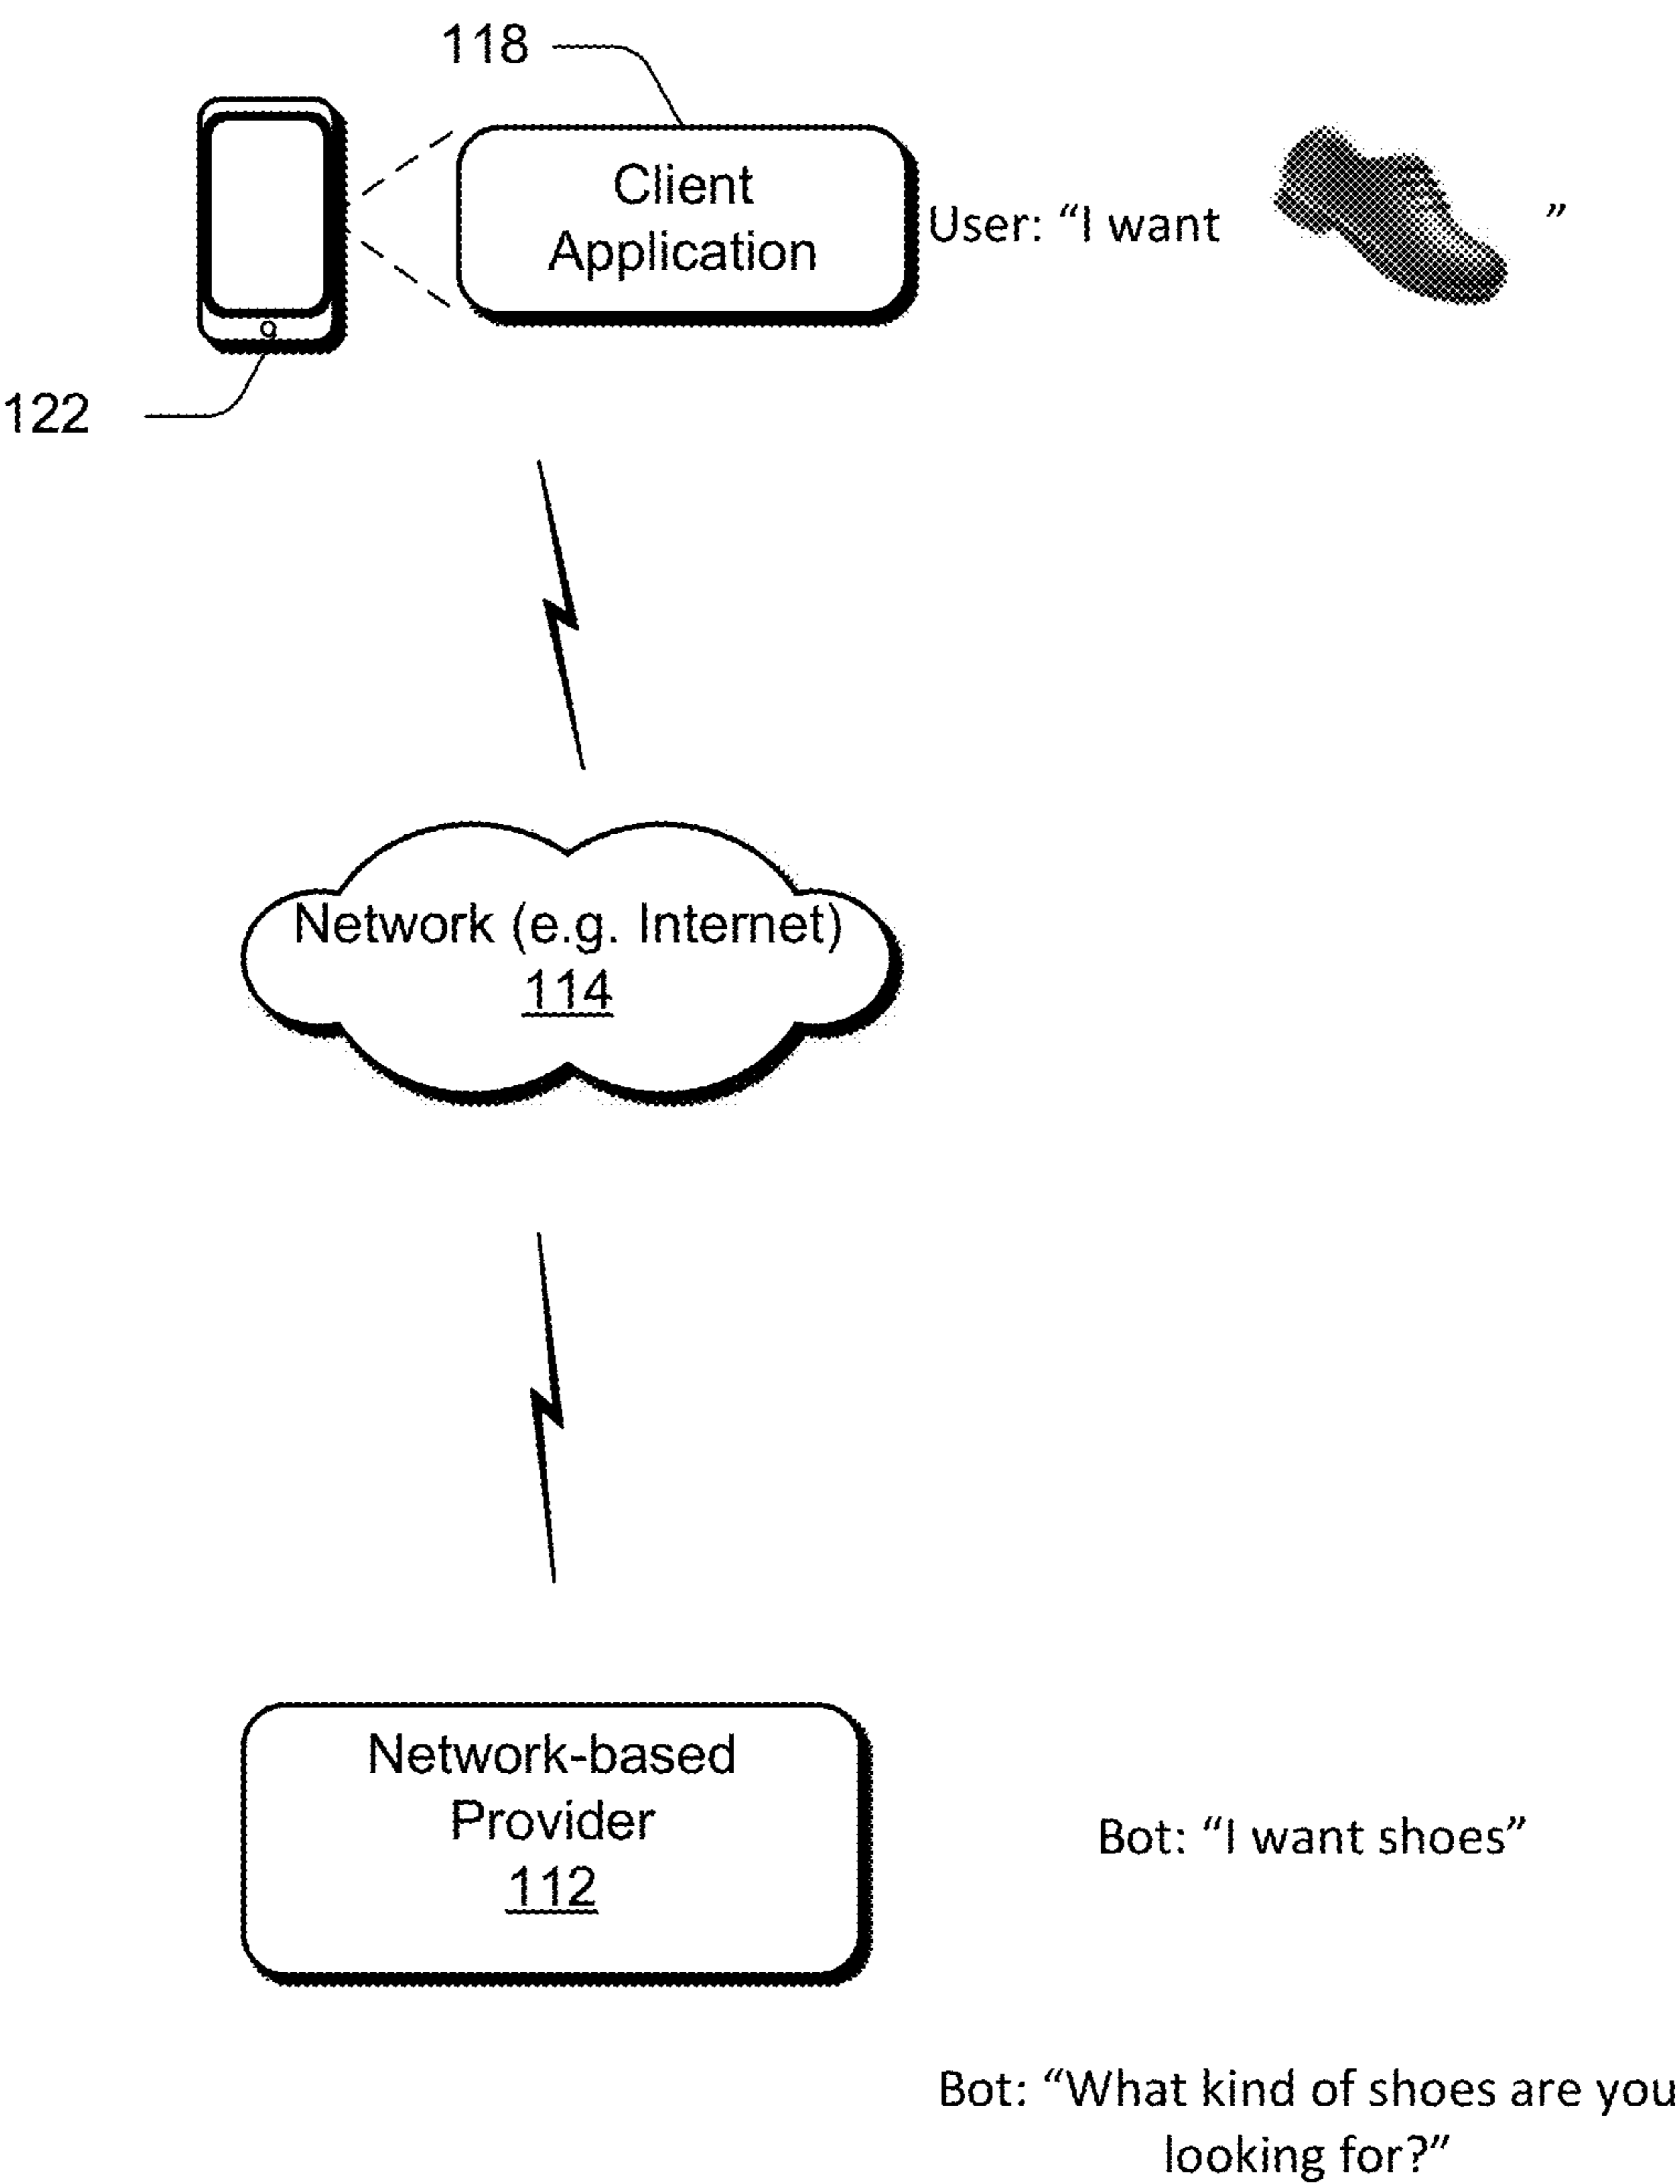 118
Client
Application
User: “I want ”
122
Network (e.g. Internet)
114
Network-based
Provider
112
Bot: “I want shoes”
Bot: “What kind of shoes are you
looking for?”